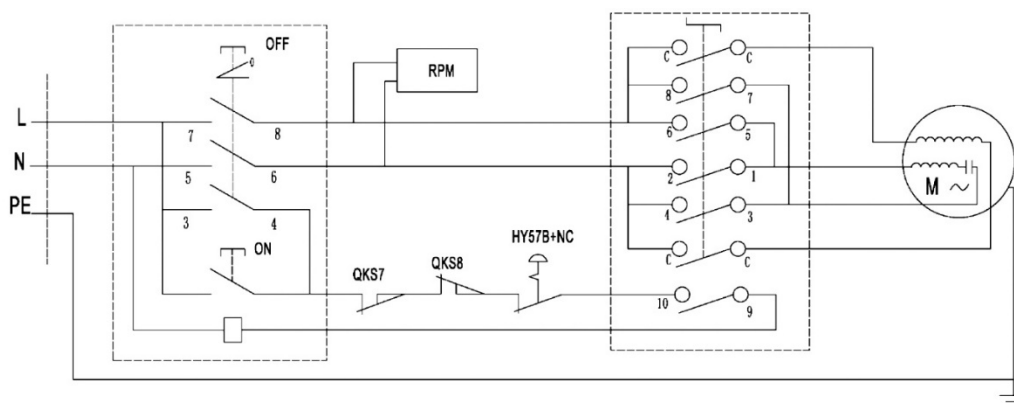 OFF
RPM
C C
8 7
L 7 8 6 5
N 5 6 2 1
M ~
PE 3 4 4 3
ON QKS7 QKS8 HY57B+NC C C
10 9